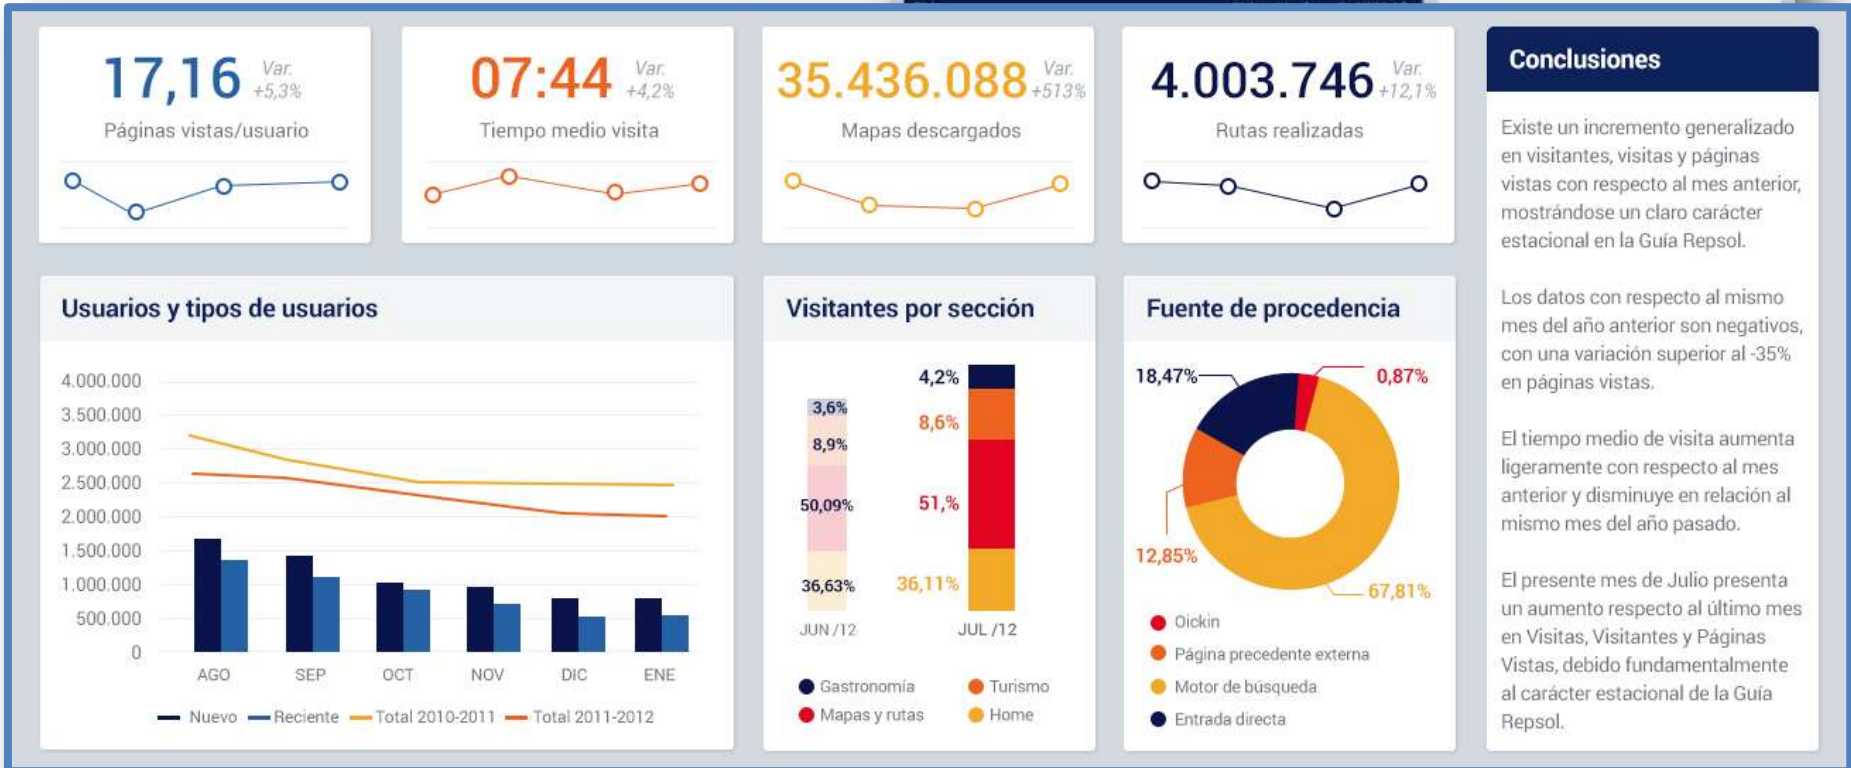 17,16
Var.
+5,3%
Páginas vistas/usuario
07:44
Var.
+4,2%
Tiempo medio visita
35.436.088
Var.
+513%
Mapas descargados
4.003.746
Var.
+12,1%
Rutas realizadas
Usuarios y tipos de usuarios
4.000.000
3.500.000
3.000.000
2.500.000
2.000.000
1.500.000
1.000.000
500.000
0
AGO SEP OCT NOV DIC ENE
Nuevo Reciente Total 2010-2011 Total 2011-2012
Visitantes por sección
3,6%
8,9%
50,09%
36,63%
JUN /12
4,2%
8,6%
51,%
36,11%
JUL /12
Gastronomía Turismo
Mapas y rutas Home
Fuente de procedencia
18,47% 0,87%
12,85%
67,81%
Oickin
Página precedente externa
Motor de búsqueda
Entrada directa
Conclusiones
Existe un incremento generalizado
en visitantes, visitas y páginas
vistas con respecto al mes anterior,
mostrándose un claro carácter
estacional en la Guía Repsol.
Los datos con respecto al mismo
mes del año anterior son negativos,
con una variación superior al -35%
en páginas vistas.
El tiempo medio de visita aumenta
ligeramente con respecto al mes
anterior y disminuye en relación al
mismo mes del año pasado.
El presente mes de Julio presenta
un aumento respecto al último mes
en Visitas, Visitantes y Páginas
Vistas, debido fundamentalmente
al carácter estacional de la Guía
Repsol.